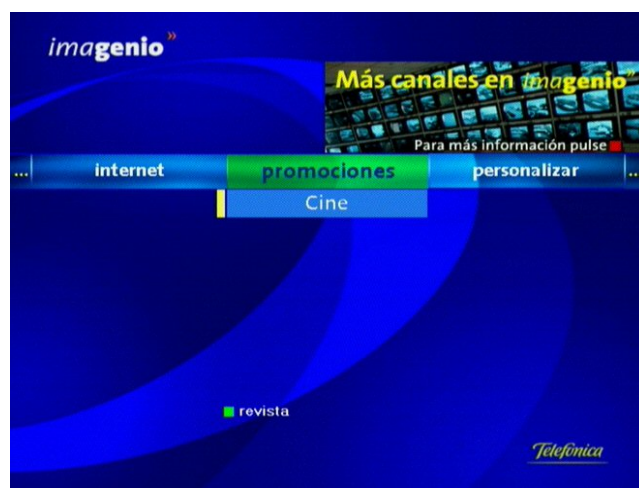 imagenio»
Más canales en imagenio»
Para más información pulse
... internet promociones personalizar ..
Cine
revista
Telefónica